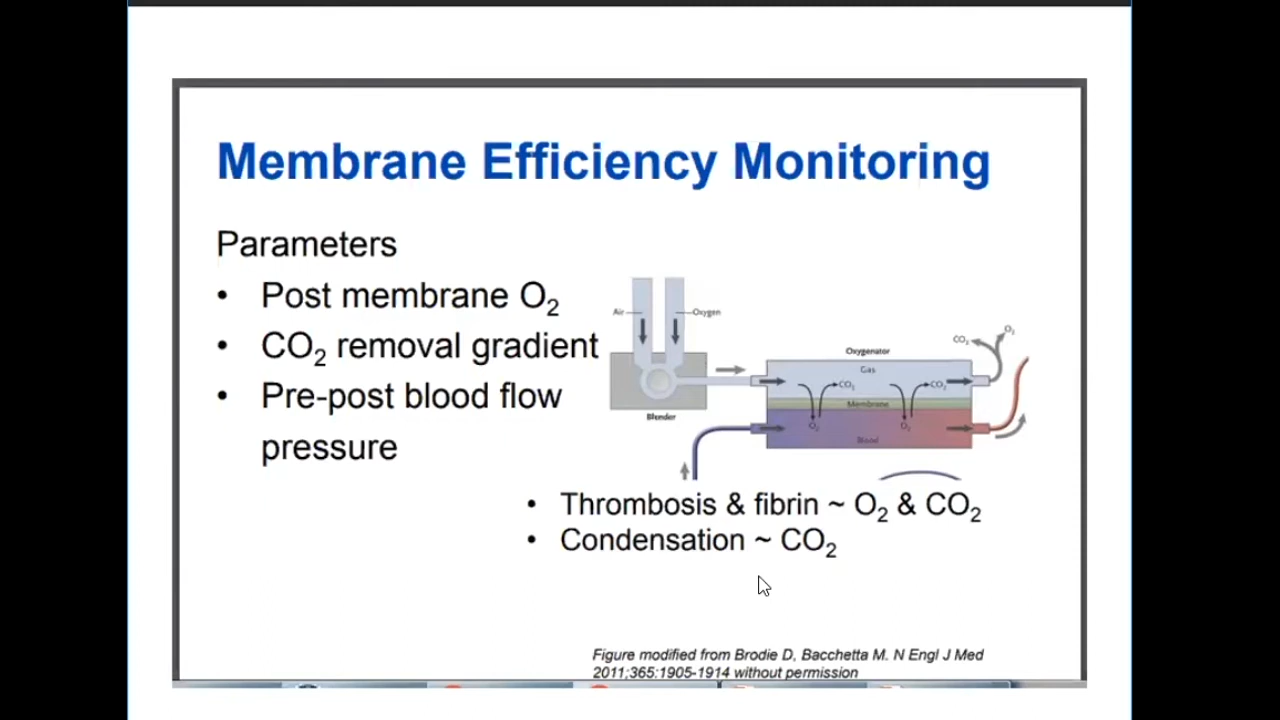 Membrane Efficiency Monitoring
Parameters
• Post membrane O₂
• CO₂ removal gradient
• Pre-post blood flow
pressure
Air
Oxygen
Blender
Oxygenator
Gas
CO₂
CO₂
Membrane
O₂
O₂
Blood
CO₂
O₂
• Thrombosis & fibrin ~ O₂ & CO₂
• Condensation ~ CO₂
Figure modified from Brodie D, Bacchetta M. N Engl J Med
2011;365:1905-1914 without permission